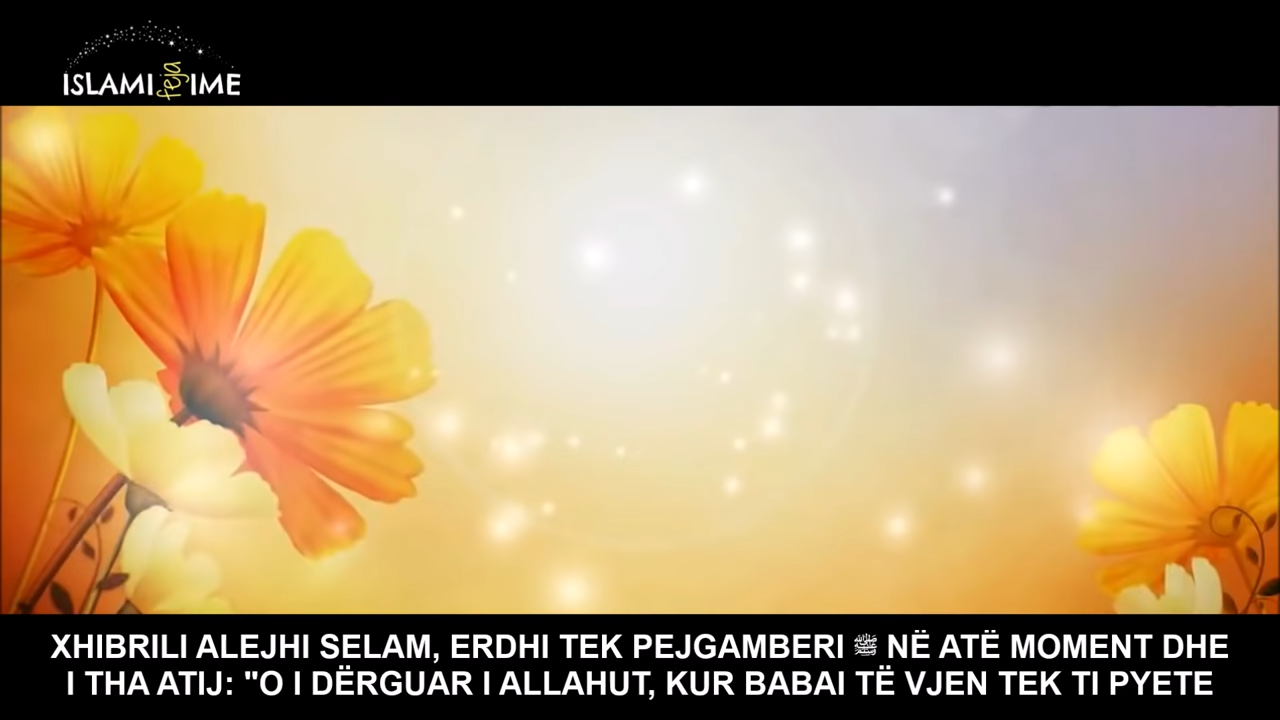 ISLAMI feja IME
XHIBRILI ALEJHI SELAM, ERDHI TEK PEJGAMBERI ﷺ NË ATË MOMENT DHE
I THA ATIJ: "O I DËRGUAR I ALLAHUT, KUR BABAI TË VJEN TEK TI PYETE